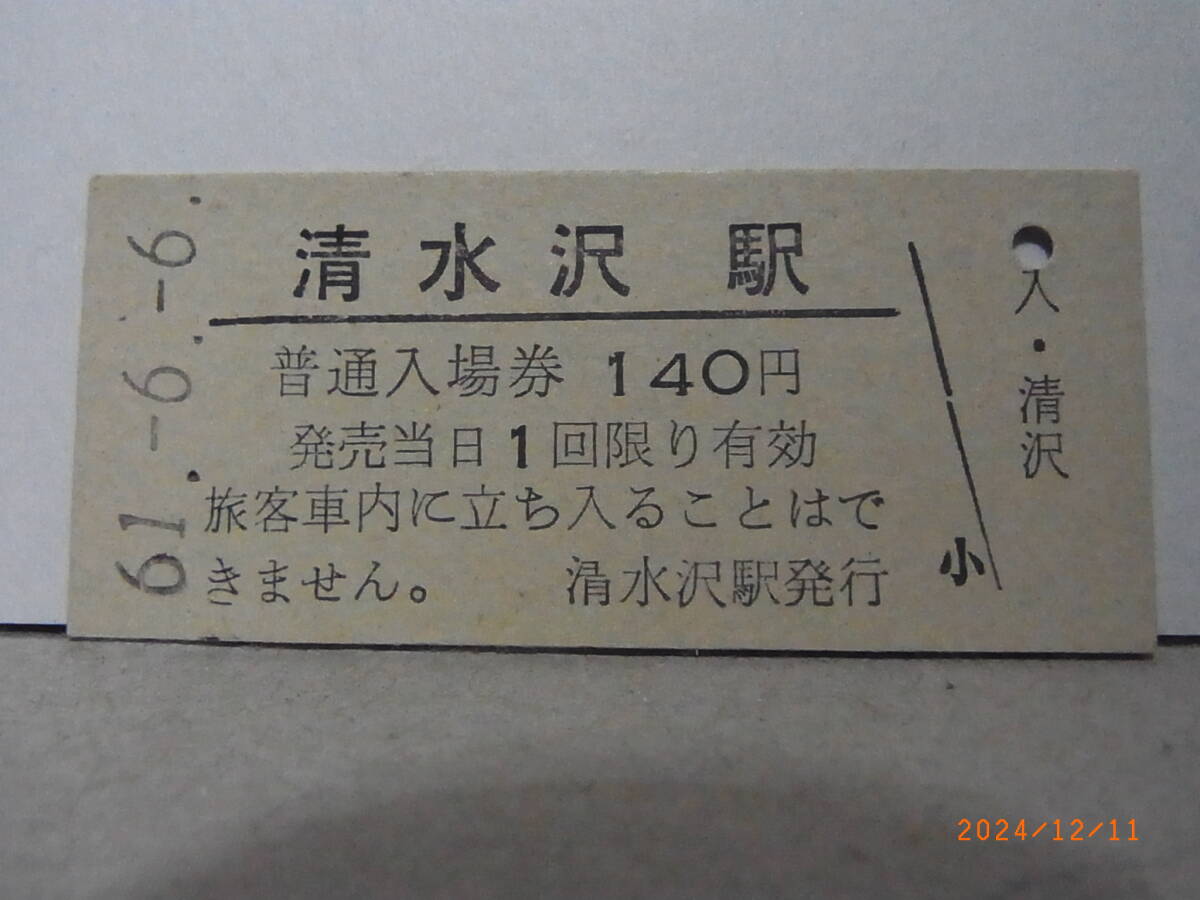 61.-6.-6.
清水沢駅
普通入場券 140円
発売当日1回限り有効
旅客車内に立ち入ることはで
きません。 清水沢駅発行
小
入・清沢
2024/12/11